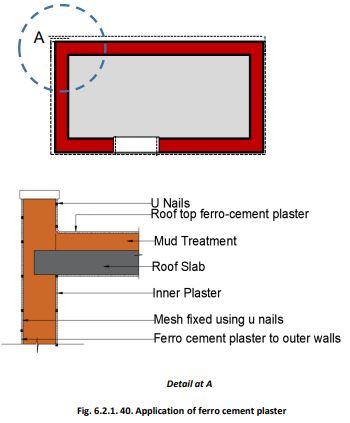 A
U Nails
Roof top ferro-cement plaster
Mud Treatment
Roof Slab
Inner Plaster
Mesh fixed using u nails
Ferro cement plaster to outer walls
Detail at A
Fig. 6.2.1. 40. Application of ferro cement plaster